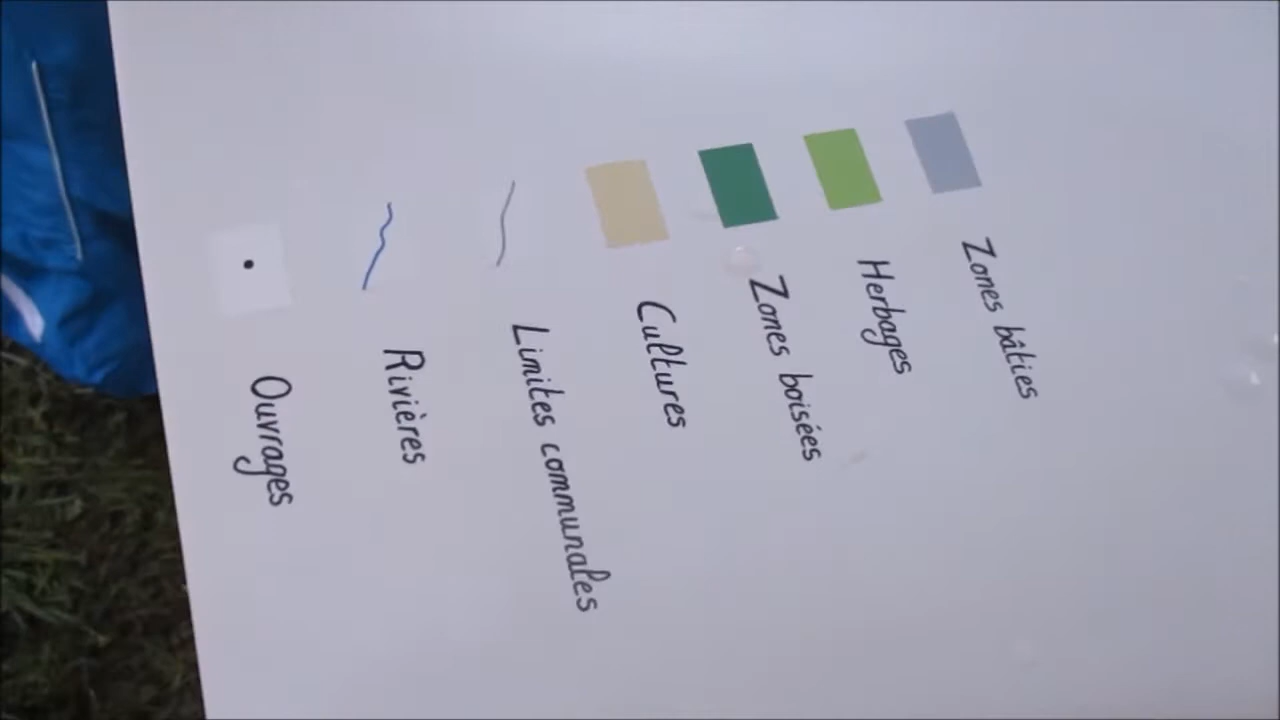 Zones bâties
Herbages
Zones boisées
Cultures
Limites communales
Rivières
Ouvrages